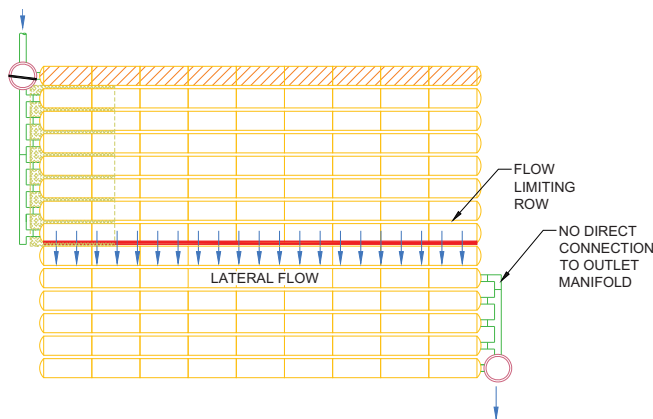 FLOW
LIMITING
ROW
NO DIRECT
CONNECTION
TO OUTLET
MANIFOLD
LATERAL FLOW